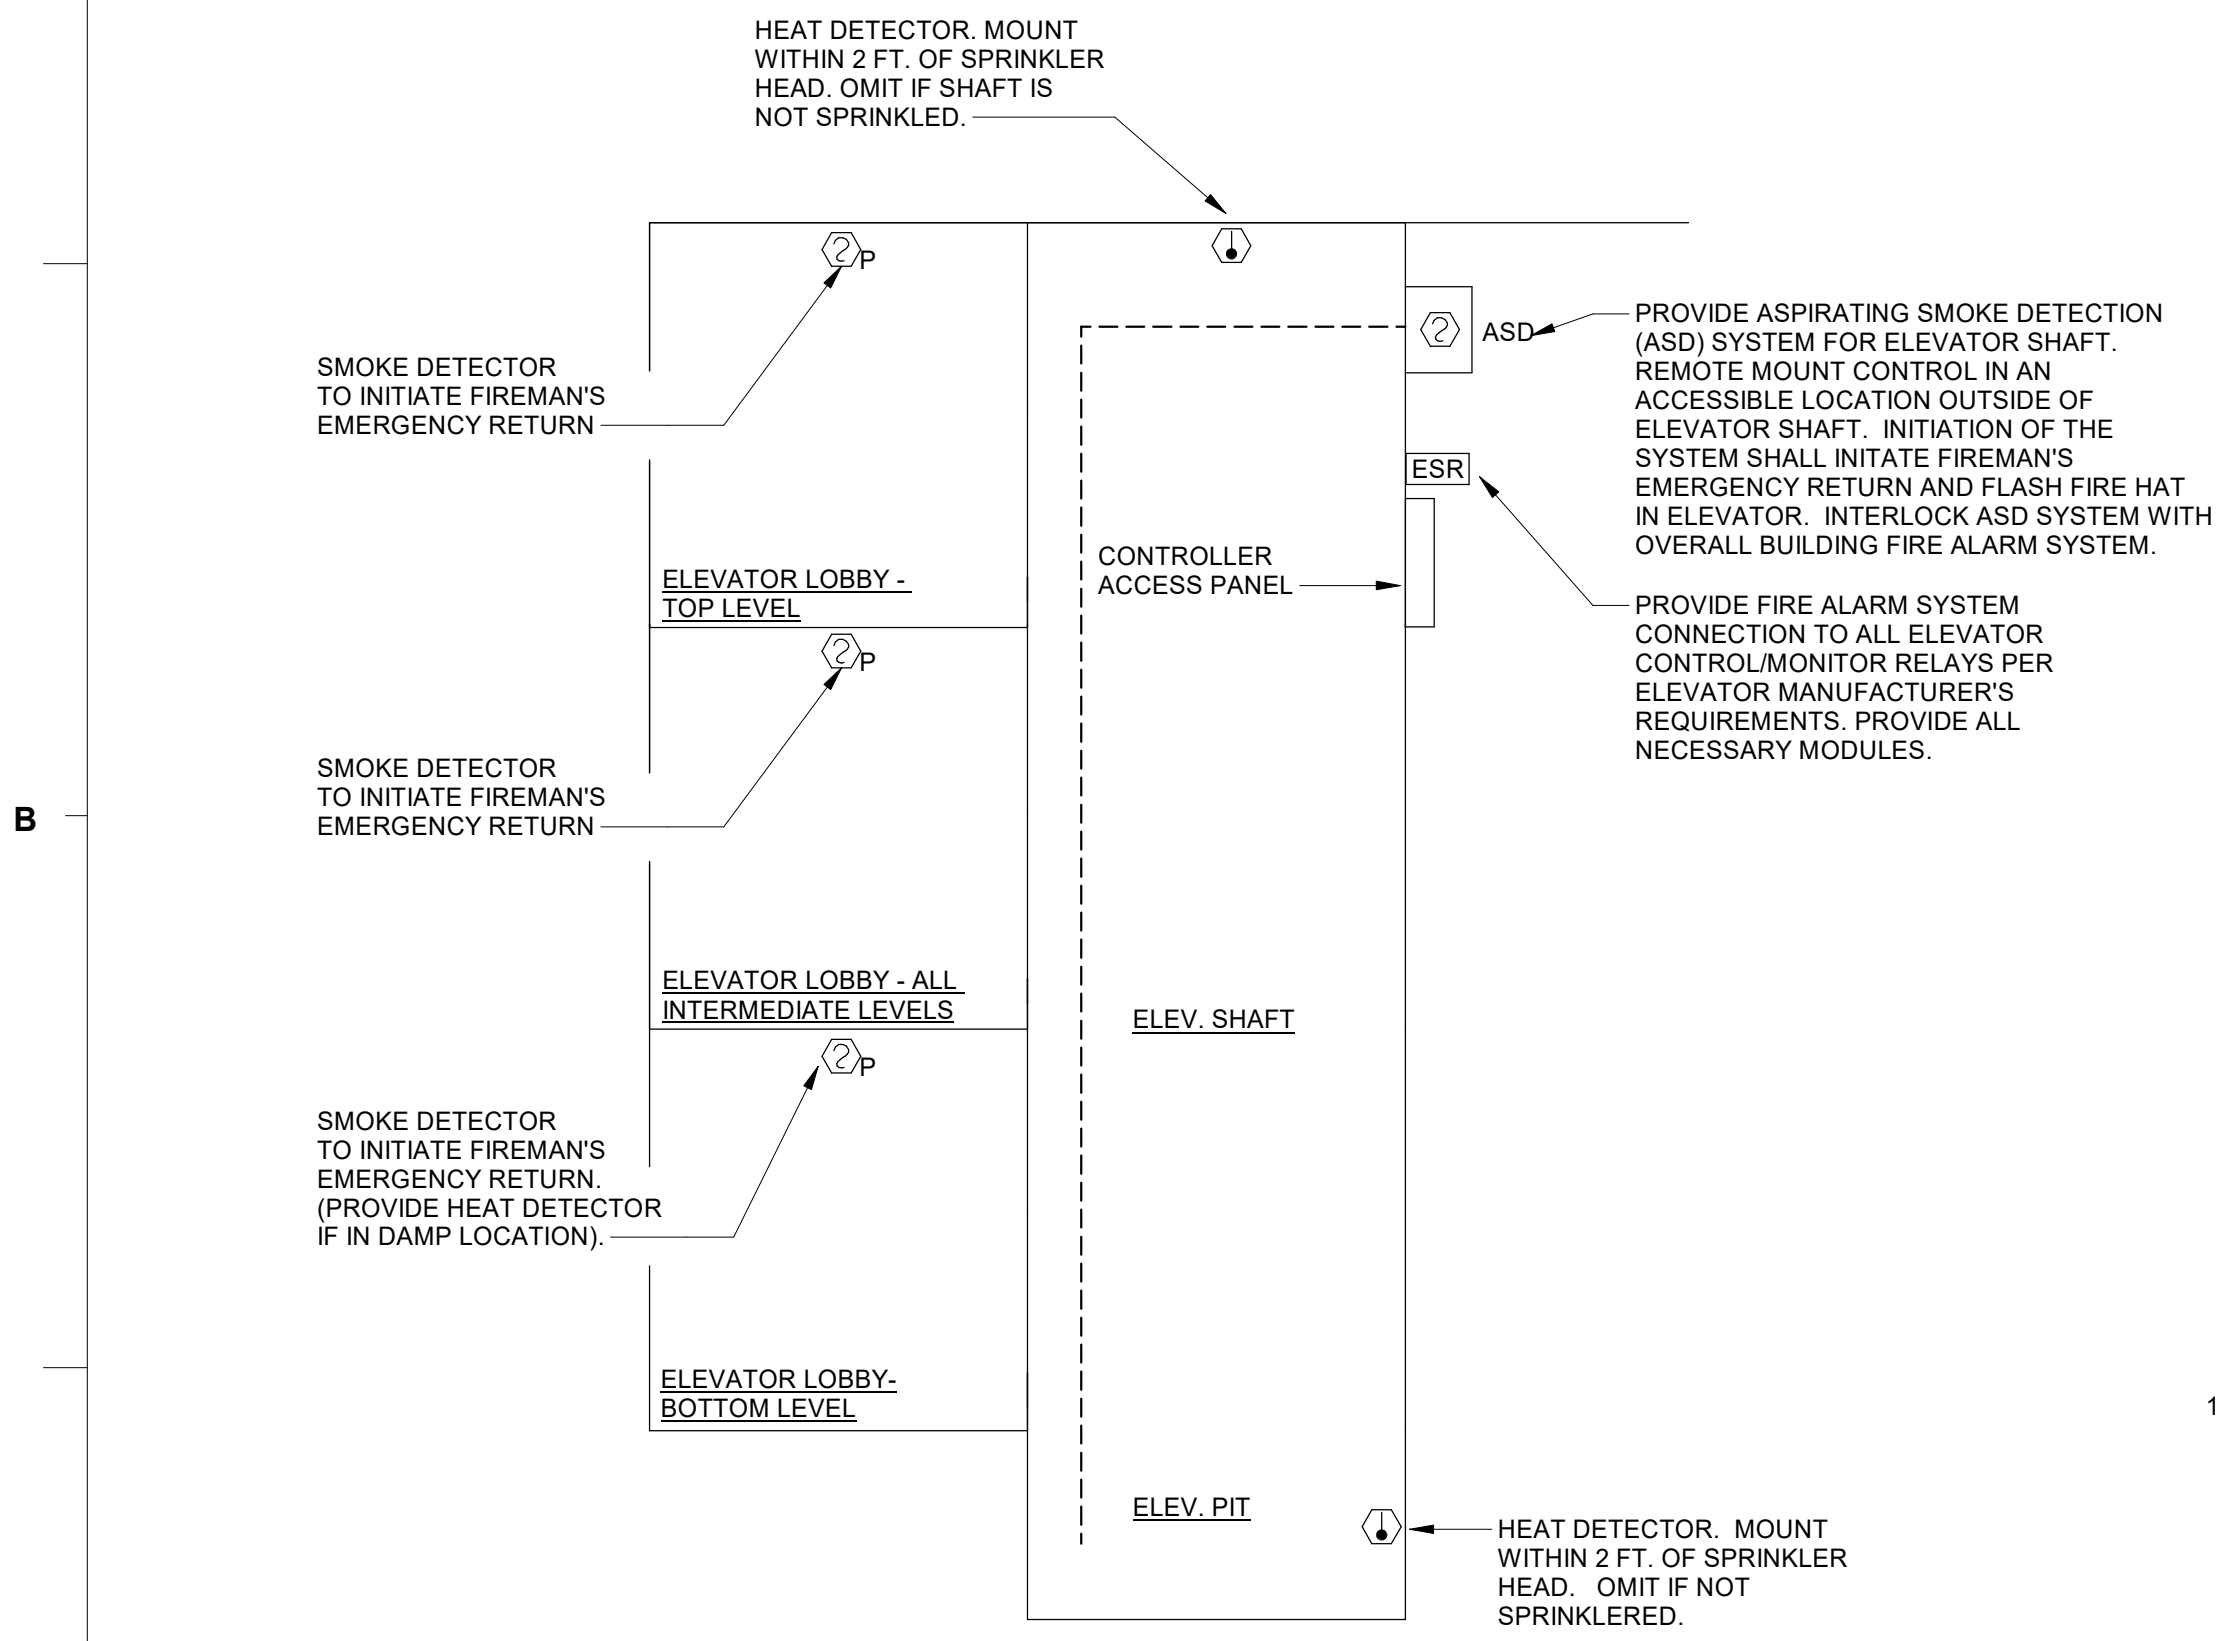 HEAT DETECTOR. MOUNT
WITHIN 2 FT. OF SPRINKLER
HEAD. OMIT IF SHAFT IS
NOT SPRINKLED.
P
SMOKE DETECTOR
TO INITIATE FIREMAN'S
EMERGENCY RETURN
ELEVATOR LOBBY -
TOP LEVEL
ASD
PROVIDE ASPIRATING SMOKE DETECTION
(ASD) SYSTEM FOR ELEVATOR SHAFT.
REMOTE MOUNT CONTROL IN AN
ACCESSIBLE LOCATION OUTSIDE OF
ELEVATOR SHAFT.  INITIATION OF THE
SYSTEM SHALL INITATE FIREMAN'S
EMERGENCY RETURN AND FLASH FIRE HAT
IN ELEVATOR.  INTERLOCK ASD SYSTEM WITH
OVERALL BUILDING FIRE ALARM SYSTEM.
ESR
CONTROLLER
ACCESS PANEL
PROVIDE FIRE ALARM SYSTEM
CONNECTION TO ALL ELEVATOR
CONTROL/MONITOR RELAYS PER
ELEVATOR MANUFACTURER'S
REQUIREMENTS. PROVIDE ALL
NECESSARY MODULES.
P
SMOKE DETECTOR
TO INITIATE FIREMAN'S
EMERGENCY RETURN
B
ELEVATOR LOBBY - ALL
INTERMEDIATE LEVELS
ELEV. SHAFT
P
SMOKE DETECTOR
TO INITIATE FIREMAN'S
EMERGENCY RETURN.
(PROVIDE HEAT DETECTOR
IF IN DAMP LOCATION).
ELEVATOR LOBBY-
BOTTOM LEVEL
1
ELEV. PIT
HEAT DETECTOR.  MOUNT
WITHIN 2 FT. OF SPRINKLER
HEAD.   OMIT IF NOT
SPRINKLERED.